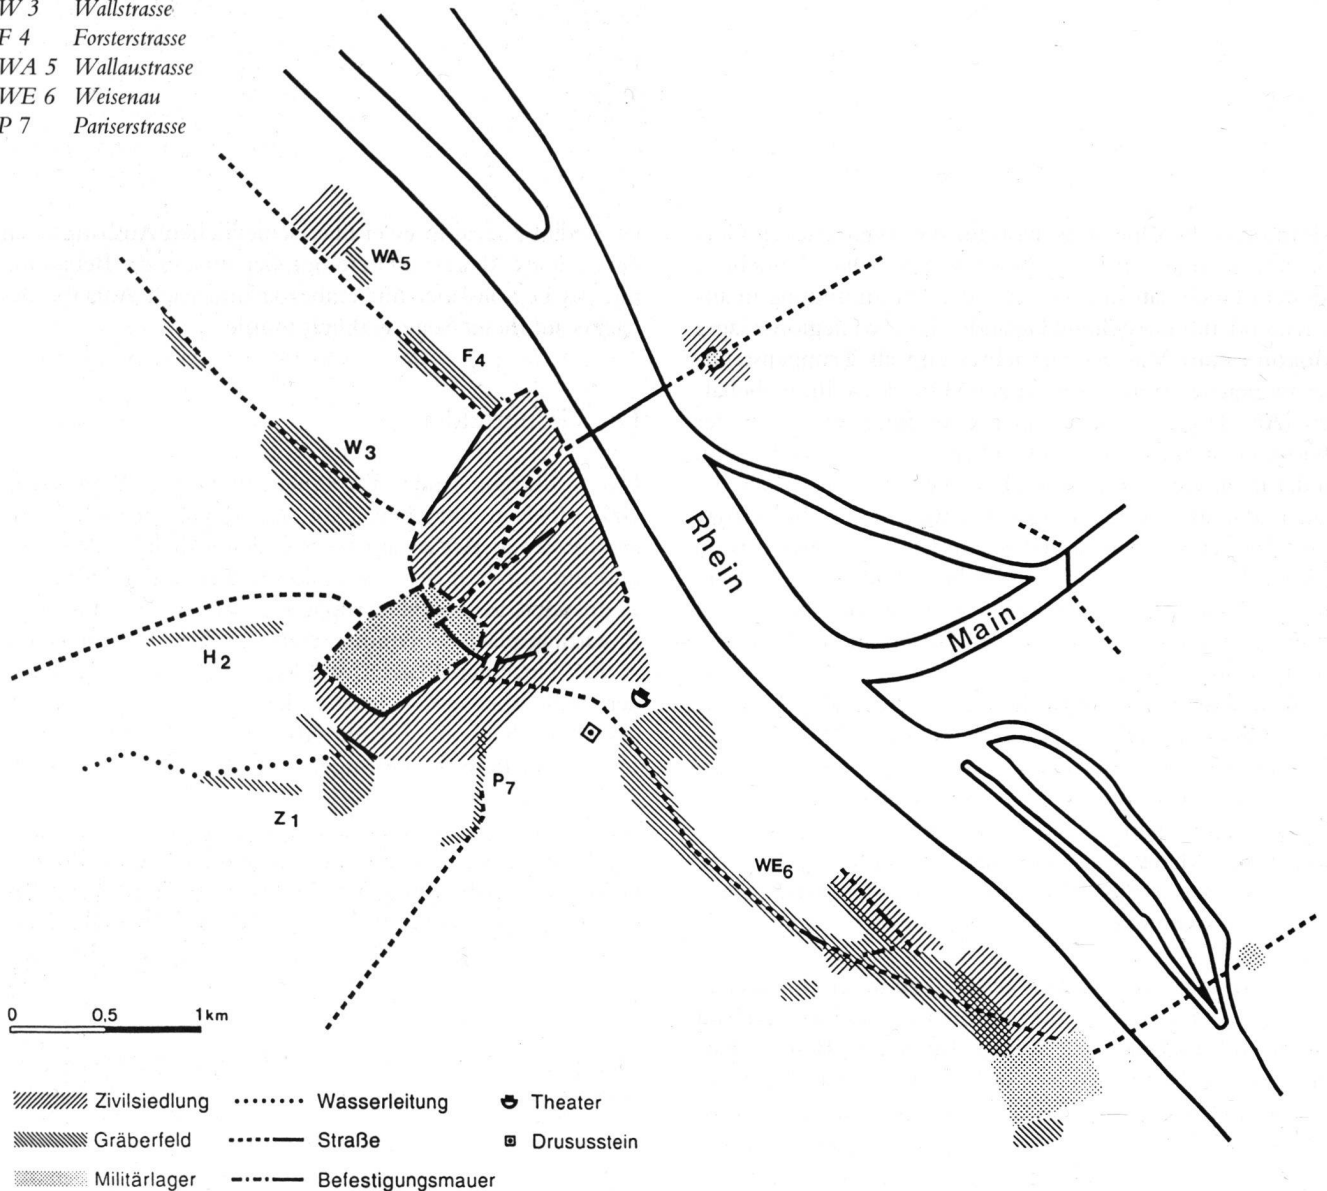 W 3 Wallstrasse
F 4 Forsterstrasse
WA 5 Wallaustrasse
WE 6 Weisenau
P 7 Pariserstrasse
WA5
F4
W3
Rhein
Main
H2
P7
Z1
WE6
0 0,5 1km
Zivilsiedlung Wasserleitung Theater
Gräberfeld Straße Drususstein
Militärlager Befestigungsmauer